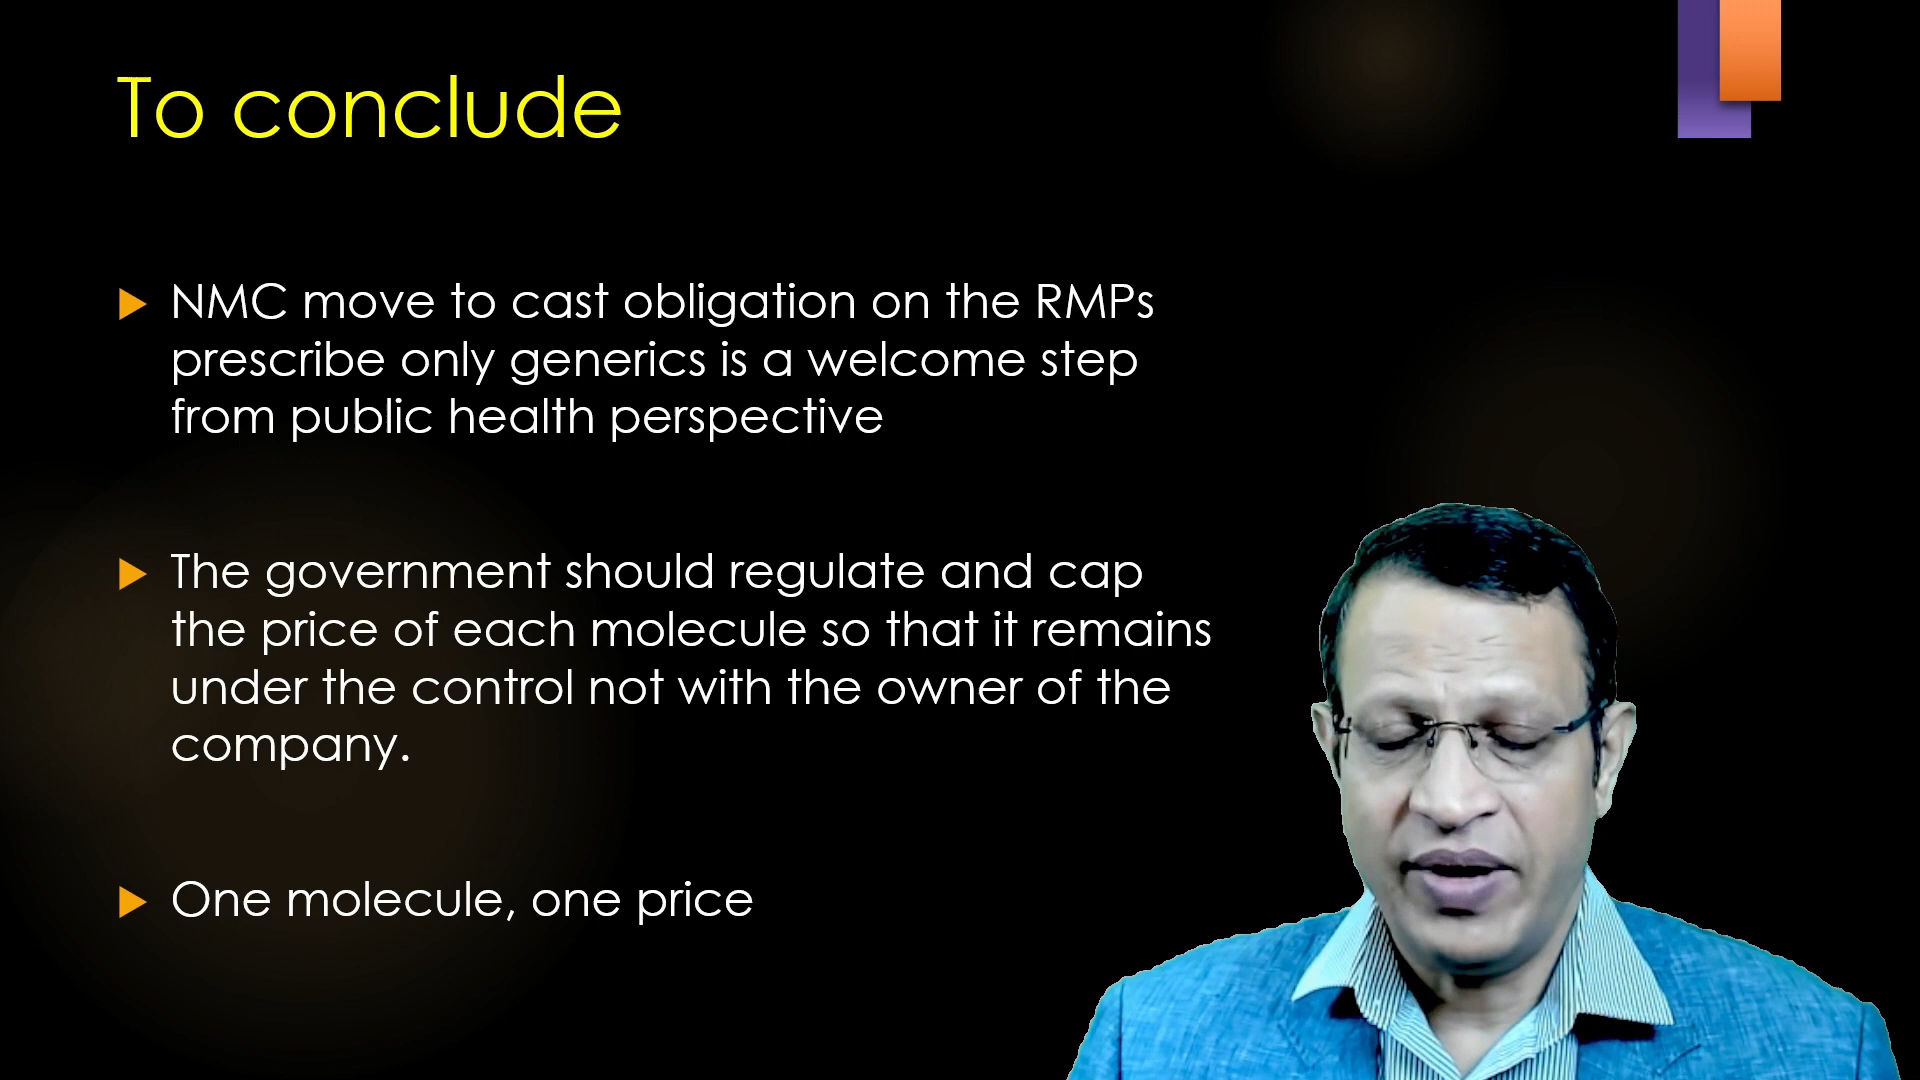 To conclude
NMC move to cast obligation on the RMPs
prescribe only generics is a welcome step
from public health perspective
The government should regulate and cap
the price of each molecule so that it remains
under the control not with the owner of the
company.
One molecule, one price